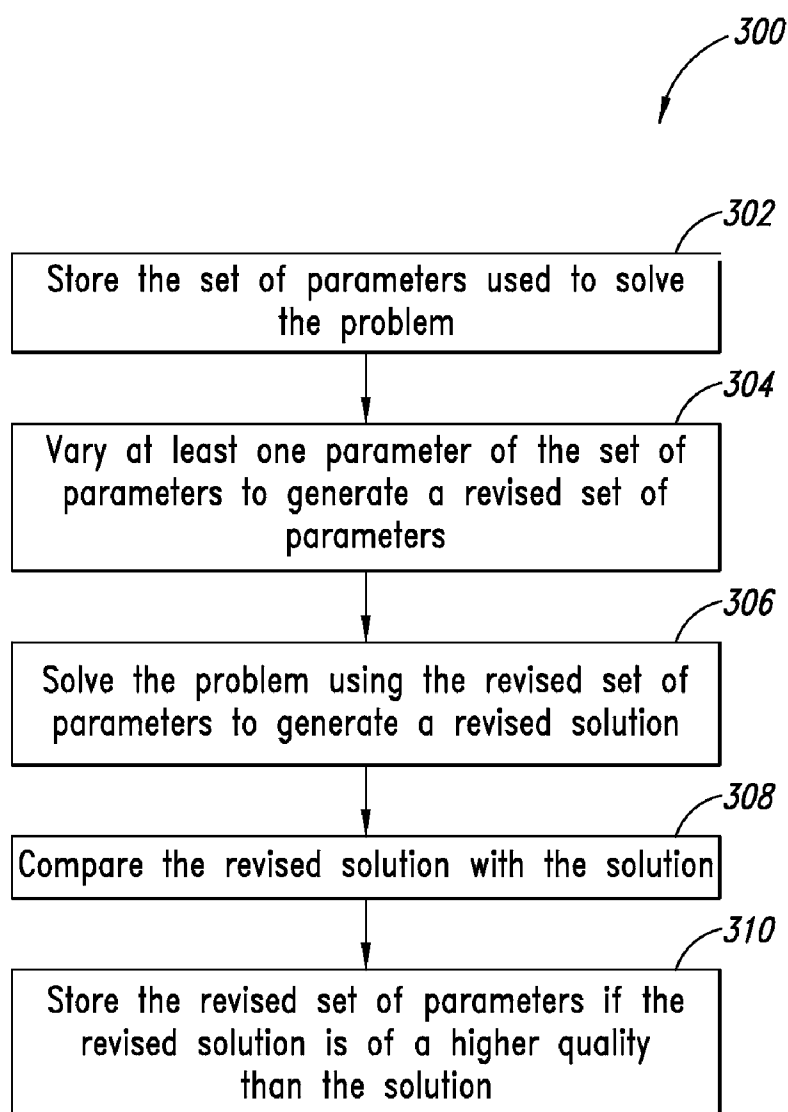 300
302
Store the set of parameters used to solve
the problem
304
Vary at least one parameter of the set of
parameters to generate a revised set of
parameters
306
Solve the problem using the revised set of
parameters to generate a revised solution
308
Compare the revised solution with the solution
310
Store the revised set of parameters if the
revised solution is of a higher quality
than the solution